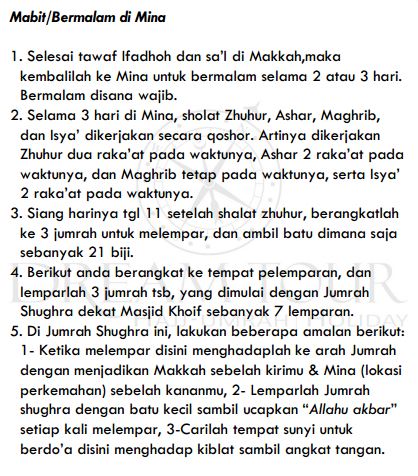 Mabit/Bermalam di Mina
1. Selesai tawaf Ifadhoh dan sa'I di Makkah,maka
kembalilah ke Mina untuk bermalam selama 2 atau 3 hari.
Bermalam disana wajib.
2. Selama 3 hari di Mina, sholat Zhuhur, Ashar, Maghrib,
dan Isya' dikerjakan secara qoshor. Artinya dikerjakan
Zhuhur dua raka'at pada waktunya, Ashar 2 raka'at pada
waktunya, dan Maghrib tetap pada waktunya, serta Isya'
2 raka'at pada waktunya.
3. Siang harinya tgl 11 setelah shalat zhuhur, berangkatlah
ke 3 jumrah untuk melempar, dan ambil batu dimana saja
sebanyak 21 biji.
4. Berikut anda berangkat ke tempat pelemparan, dan
lemparlah 3 jumrah tsb, yang dimulai dengan Jumrah
Shughra dekat Masjid Khoif sebanyak 7 lemparan.
5. Di Jumrah Shughra ini, lakukan beberapa amalan berikut:
1- Ketika melempar disini menghadaplah ke arah Jumrah
dengan menjadikan Makkah sebelah kirimu & Mina (lokasi
perkemahan) sebelah kananmu, 2- Lemparlah Jumrah
shughra dengan batu kecil sambil ucapkan "Allahu akbar"
setiap kali melempar, 3-Carilah tempat sunyi untuk
berdo'a disini menghadap kiblat sambil angkat tangan.
DREAM TOUR
HAJI UMRAH HOLIDAY